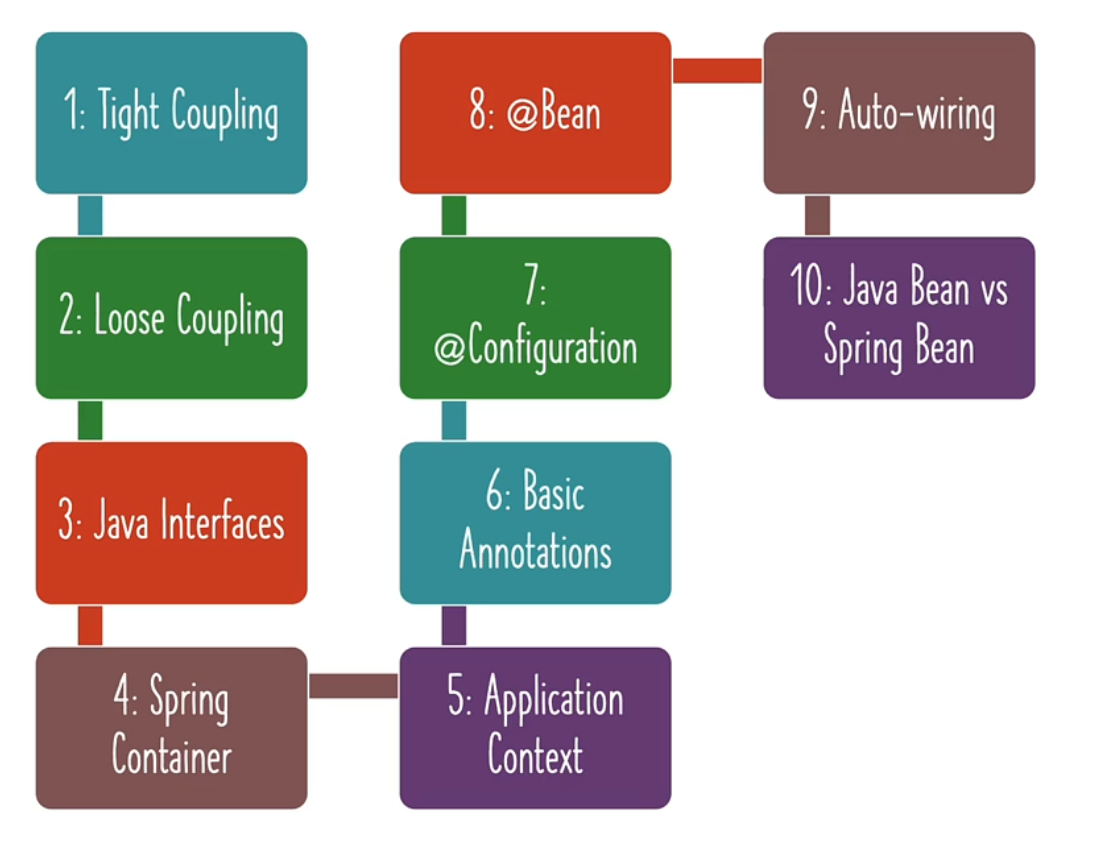 1: Tight Coupling
2: Loose Coupling
3: Java Interfaces
4: Spring
Container
5: Application
Context
6: Basic
Annotations
7:
@Configuration
8: @Bean
9: Auto-wiring
10: Java Bean vs
Spring Bean